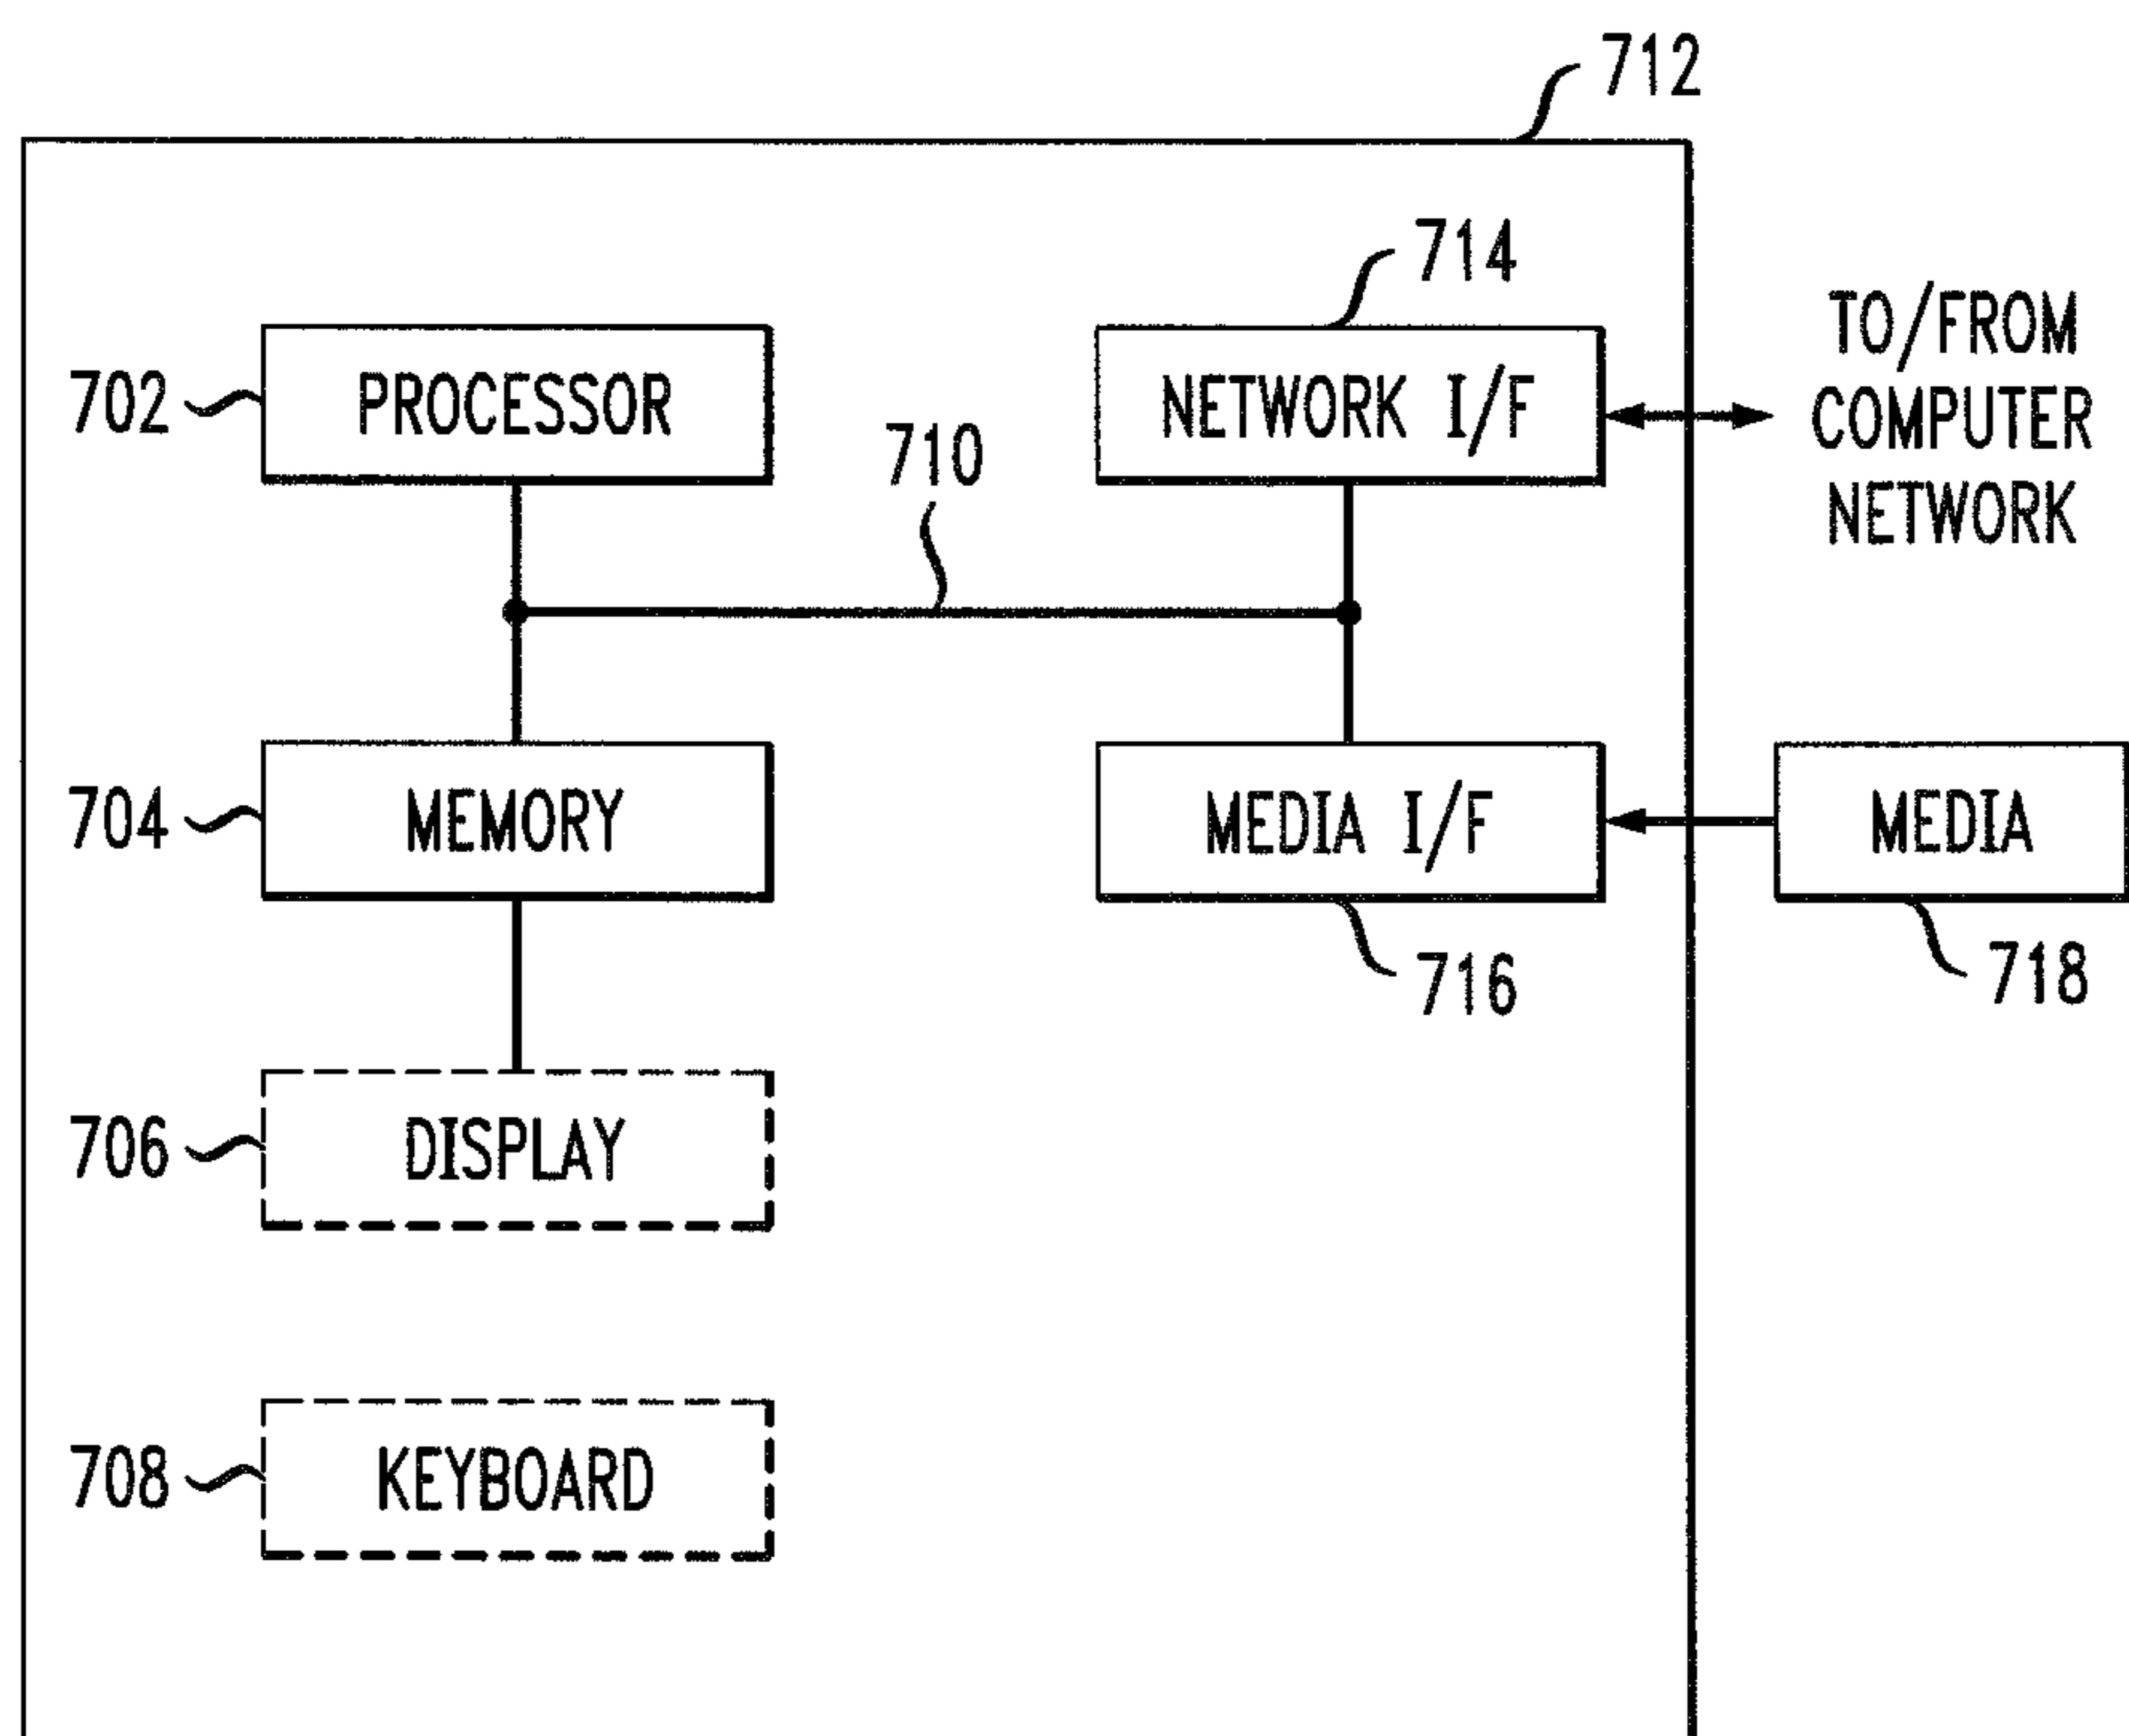 712
714
702
PROCESSOR
NETWORK I/F
TO/FROM
COMPUTER
NETWORK
710
704
MEMORY
MEDIA I/F
MEDIA
716
718
706
DISPLAY
708
KEYBOARD